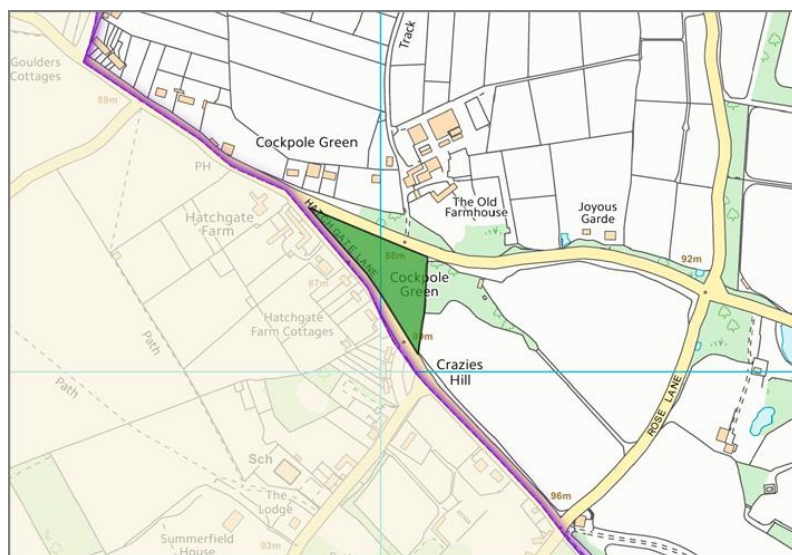 Goulders
Cottages
Track
88m
Cockpole Green
PH
The Old
Farmhouse
Joyous
Garde
Hatchgate
Farm
HATCHGATE LANE
88m
92m
Cockpole
Green
87m
Hatchgate
Farm Cottages
89m
Path
Crazies
Hill
Path
ROSE LANE
Sch
The
Lodge
96m
Summerfield
House
93m